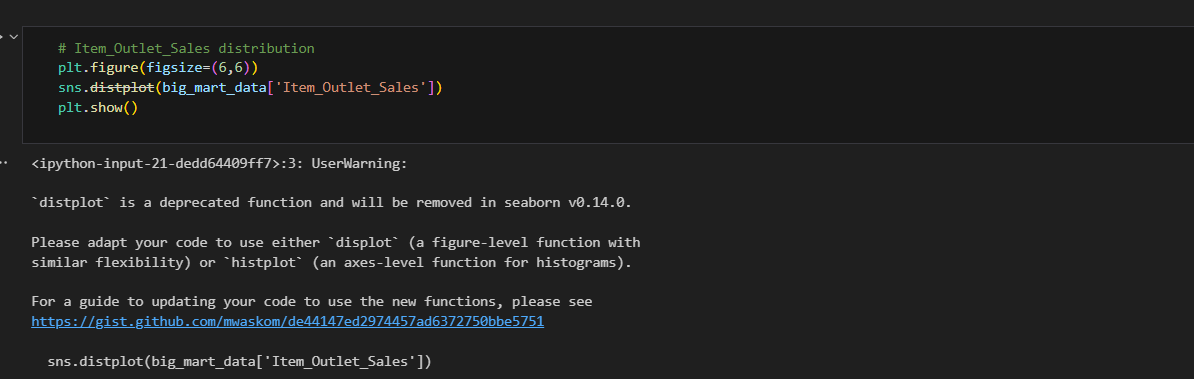 # Item_Outlet_Sales distribution
plt.figure(figsize=(6,6))
sns.distplot(big_mart_data['Item_Outlet_Sales'])
plt.show()
<ipython-input-21-dedd64409ff7>:3: UserWarning:
`distplot` is a deprecated function and will be removed in seaborn v0.14.0.
Please adapt your code to use either `displot` (a figure-level function with
similar flexibility) or `histplot` (an axes-level function for histograms).
For a guide to updating your code to use the new functions, please see
https://gist.github.com/mwaskom/de44147ed2974457ad6372750bbe5751
sns.distplot(big_mart_data['Item_Outlet_Sales'])